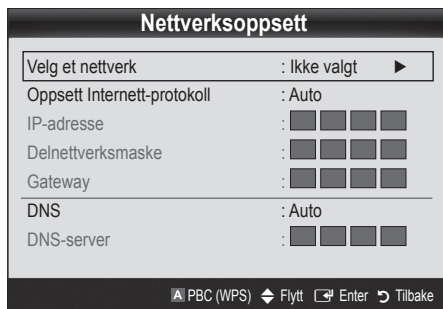 Nettverksoppsett
Velg et nettverk : Ikke valgt ▶
Oppsett Internett-protokoll : Auto
IP-adresse :
Delnettverksmaske :
Gateway :
DNS : Auto
DNS-server :
A PBC (WPS) Flytt Enter Tilbake